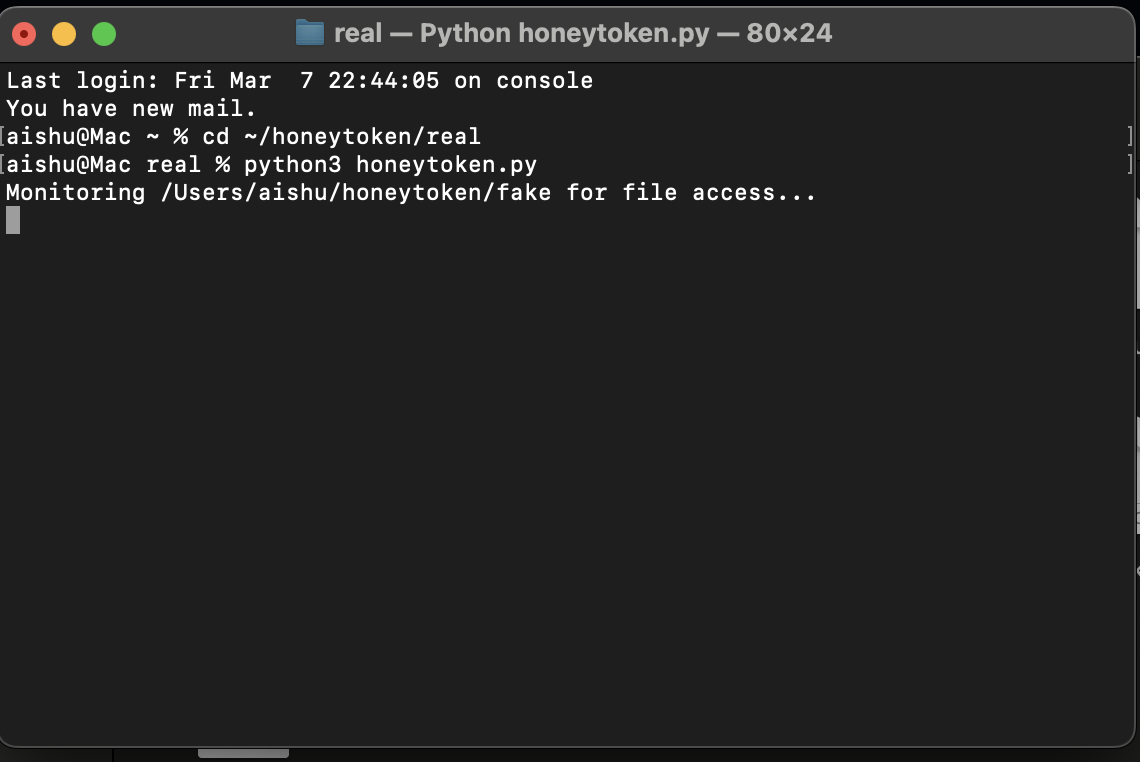 real — Python honeytoken.py — 80×24
Last login: Fri Mar  7 22:44:05 on console
You have new mail.
[aishu@Mac ~ % cd ~/honeytoken/real ]
[aishu@Mac real % python3 honeytoken.py ]
Monitoring /Users/aishu/honeytoken/fake for file access...